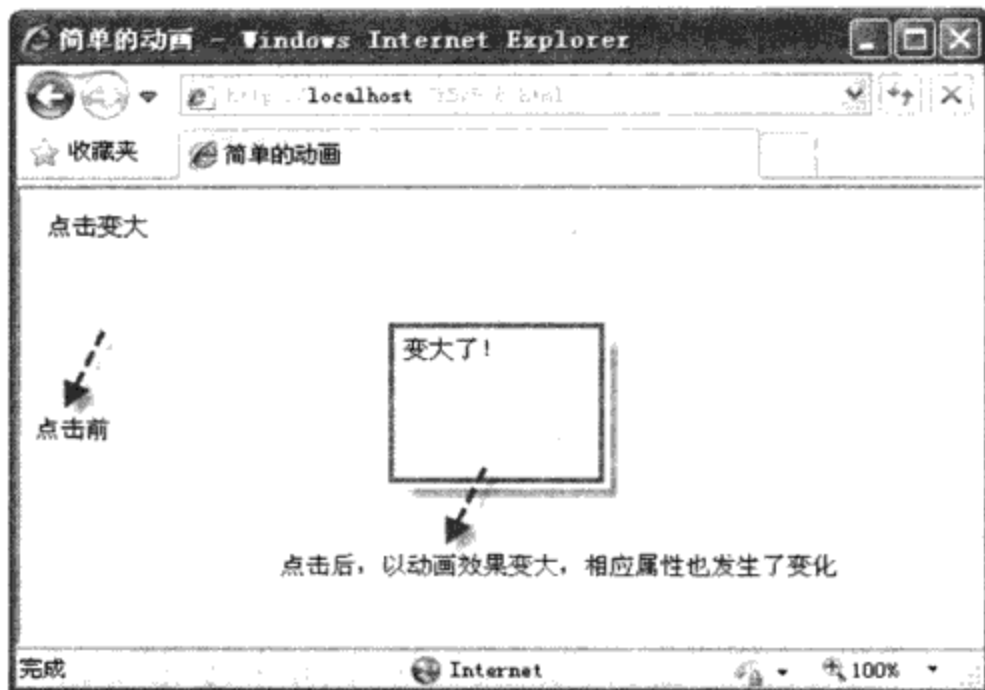 简单的动画 - Windows Internet Explorer
localhost
收藏夹
简单的动画
点击变大
变大了!
点击前
点击后，以动画效果变大，相应属性也发生了变化
完成
Internet
100%